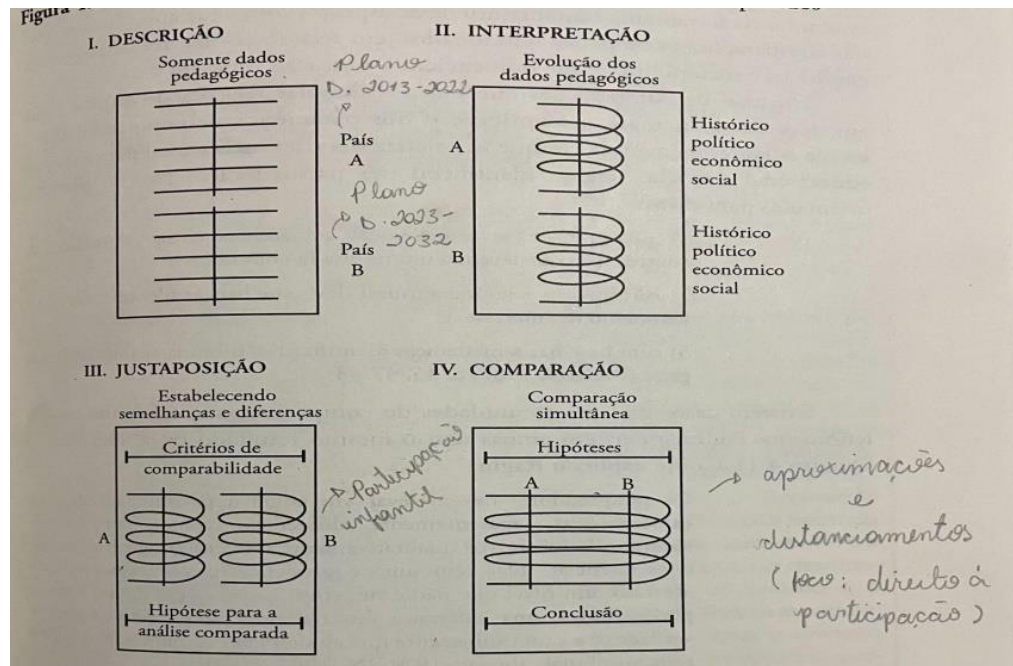 Figura
I. DESCRIÇÃO
Somente dados
pedagógicos
Plano
D. 2013-2022
País
A
Plano
D. 2023-
2032
País
B
II. INTERPRETAÇÃO
Evolução dos
dados pedagógicos
A
Histórico
político
econômico
social
B
Histórico
político
econômico
social
III. JUSTAPOSIÇÃO
Estabelecendo
semelhanças e diferenças
Critérios de
comparabilidade
A
B
Hipótese para a
análise comparada
Participação
infantil
IV. COMPARAÇÃO
Comparação
simultânea
Hipóteses
A B
Conclusão
aproximações
e
distanciamentos
(foco: direito à
participação)